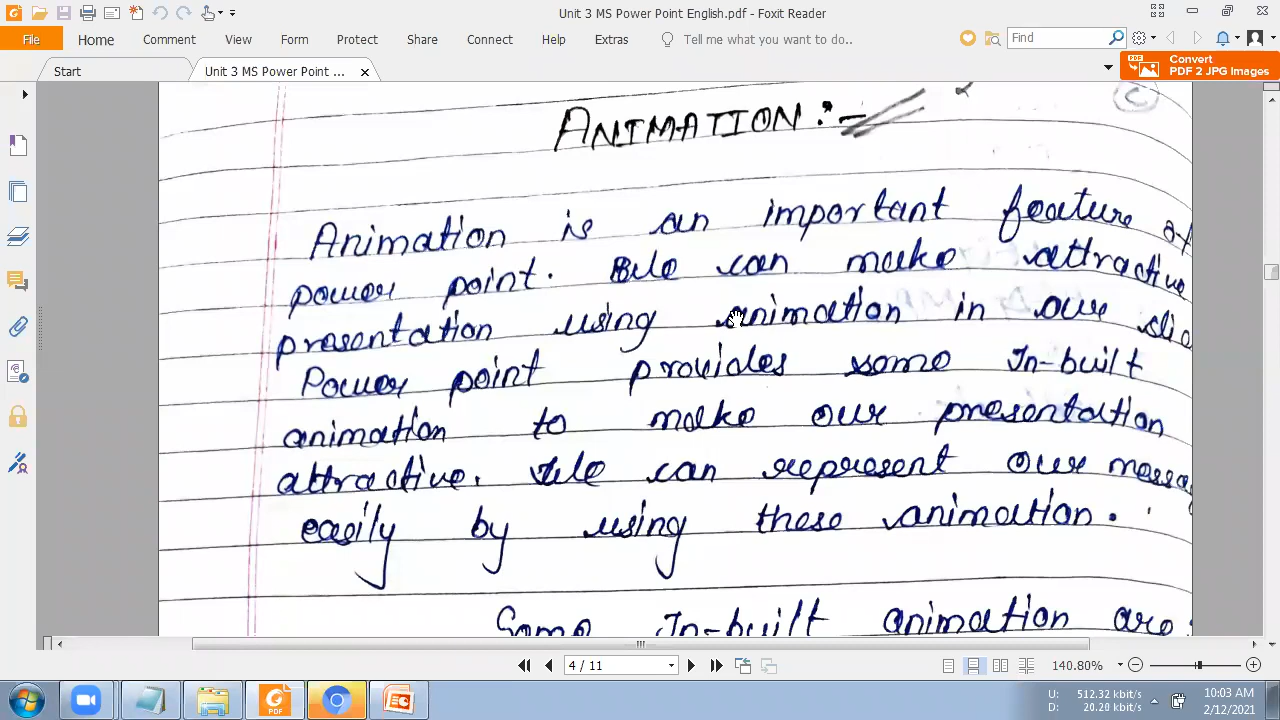 Unit 3 MS Power Point English.pdf - Foxit Reader
File Home Comment View Form Protect Share Connect Help Extras Tell me what you want to do.. Find
Start Unit 3 MS Power Point ... Convert
PDF 2 JPG Images
C
ANIMATION :-
Animation is an important feature of
power point. We can make attractive
presentation using animation in our
Power point provides some In-built
animation to make our presentation
attractive. We can represent our
easily by using these animation.
Some In-built animation are
4 / 11 140.80%
PDF
U: 512.32 kbit/s 10:03 AM
D: 20.20 kbit/s 2/12/2021